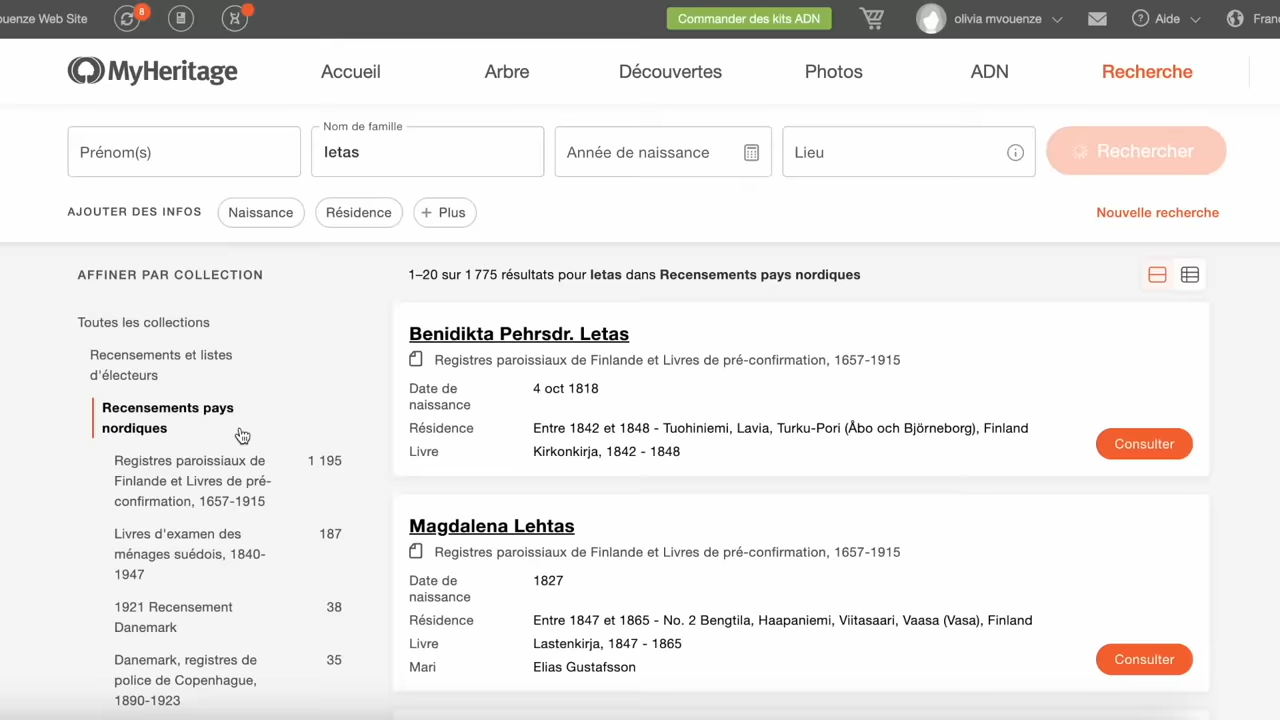 Web Site
8
Commander des kits ADN
olivia mvouenze
Aide
MyHeritage
Accueil
Arbre
Découvertes
Photos
ADN
Recherche
Prénom(s)
Nom de famille
letas
Année de naissance
Lieu
Rechercher
AJOUTER DES INFOS
Naissance
Résidence
+ Plus
Nouvelle recherche
AFFINER PAR COLLECTION
Toutes les collections
Recensements et listes
d'électeurs
Recensements pays
nordiques
Registres paroissiaux de 1 195
Finlande et Livres de pré-
confirmation, 1657-1915
Livres d'examen des 187
ménages suédois, 1840-
1947
1921 Recensement 38
Danemark
Danemark, registres de 35
police de Copenhague,
1890-1923
1–20 sur 1 775 résultats pour letas dans Recensements pays nordiques
Benidikta Pehrsdr. Letas
Registres paroissiaux de Finlande et Livres de pré-confirmation, 1657-1915
Date de 4 oct 1818
naissance
Résidence Entre 1842 et 1848 - Tuohiniemi, Lavia, Turku-Pori (Åbo och Björneborg), Finland
Livre Kirkonkirja, 1842 - 1848
Consulter
Magdalena Lehtas
Registres paroissiaux de Finlande et Livres de pré-confirmation, 1657-1915
Date de 1827
naissance
Résidence Entre 1847 et 1865 - No. 2 Bengtila, Haapaniemi, Viitasaari, Vaasa (Vasa), Finland
Livre Lastenkirja, 1847 - 1865
Mari Elias Gustafsson
Consulter